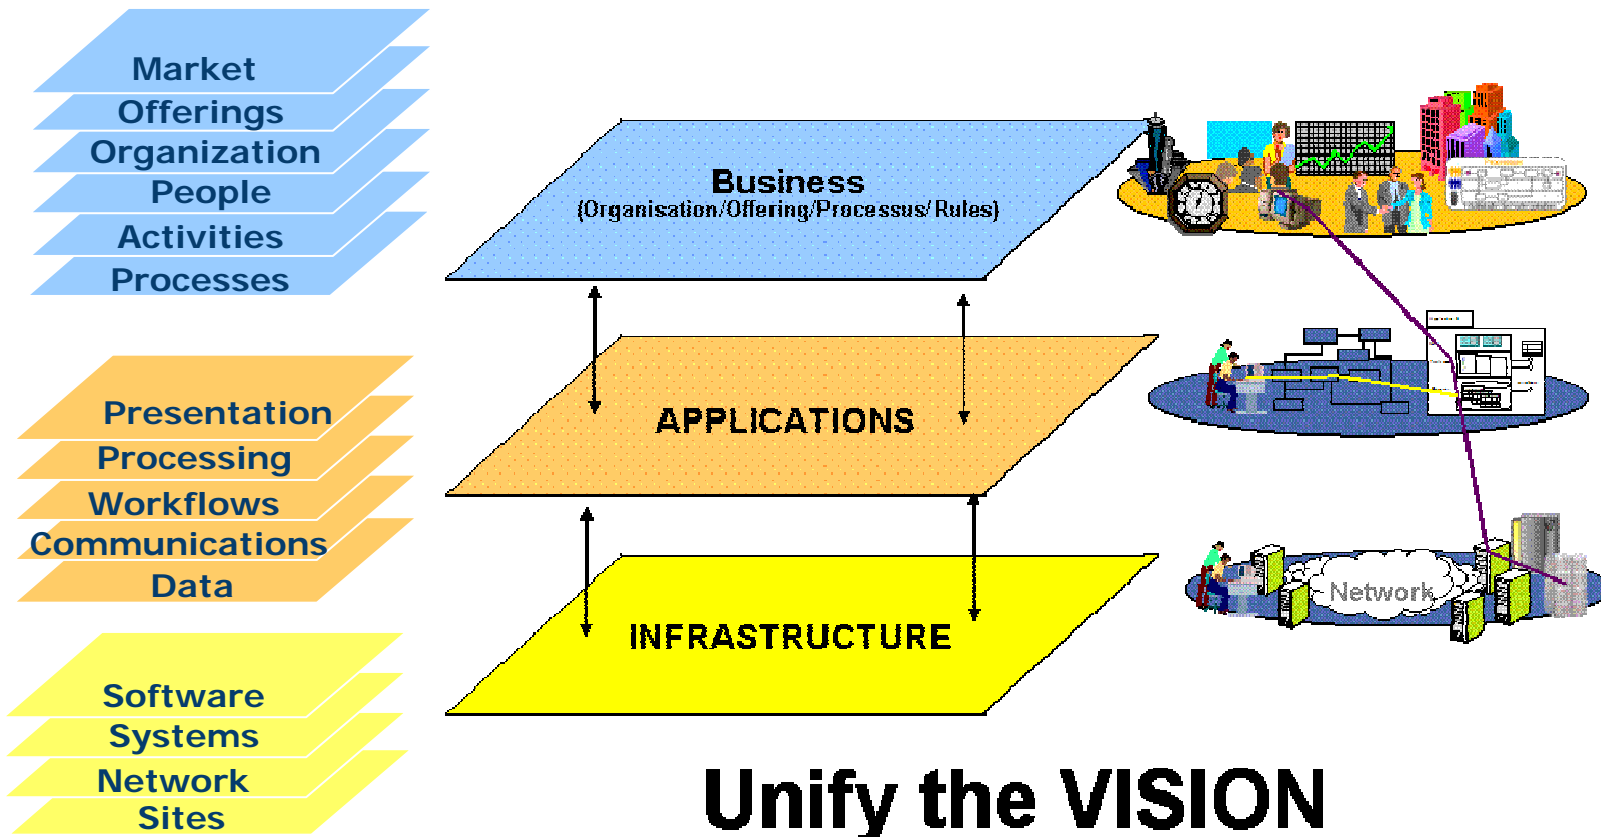 Market
Offerings
Organization
People
Activities
Processes
Business
(Organisation/Offering/Processus/Rules)
Presentation
Processing
Workflows
Communications
Data
APPLICATIONS
Software
Systems
Network
Sites
INFRASTRUCTURE
Network
Unify the VISION